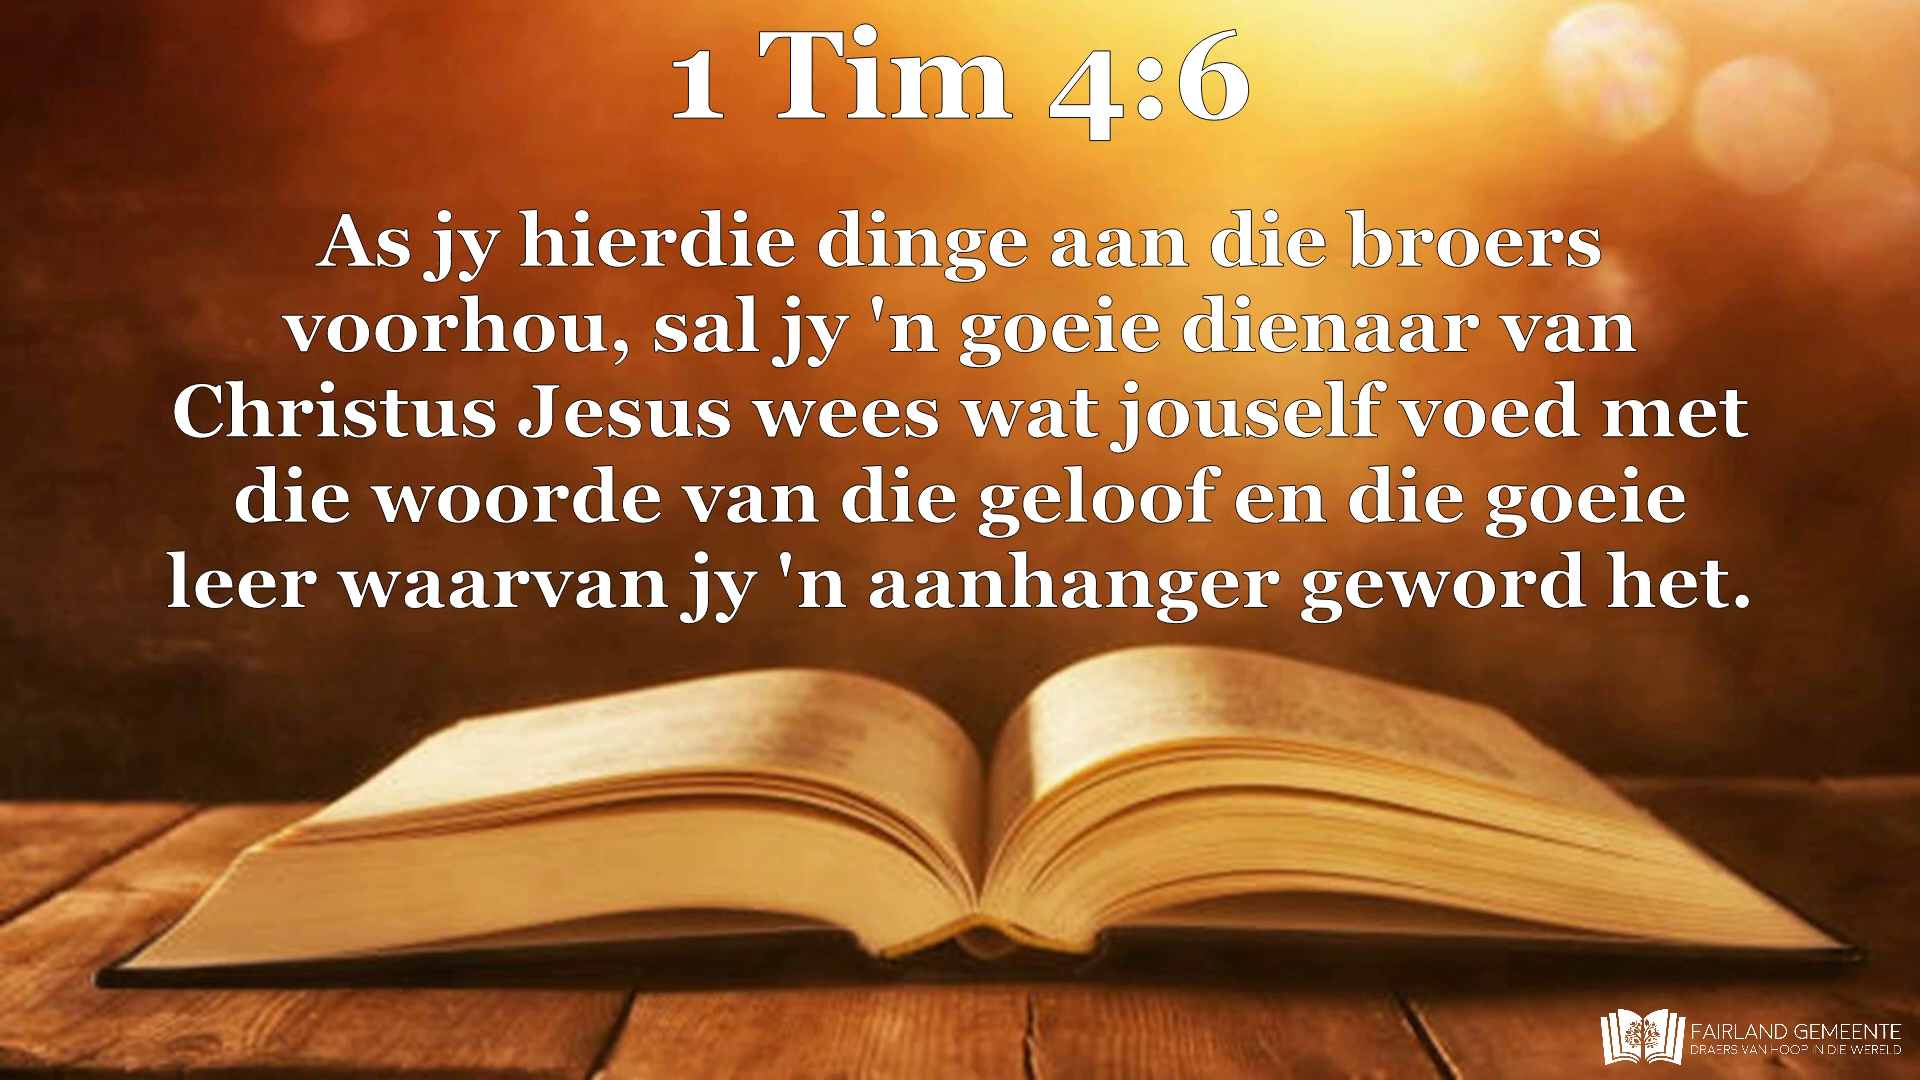 1 Tim 4:6
As jy hierdie dinge aan die broers
voorhou, sal jy 'n goeie dienaar van
Christus Jesus wees wat jouself voed met
die woorde van die geloof en die goeie
leer waarvan jy 'n aanhanger geword het.
FAIRLAND GEMEENTE
DRAERS VAN HOOP IN DIE WERELD